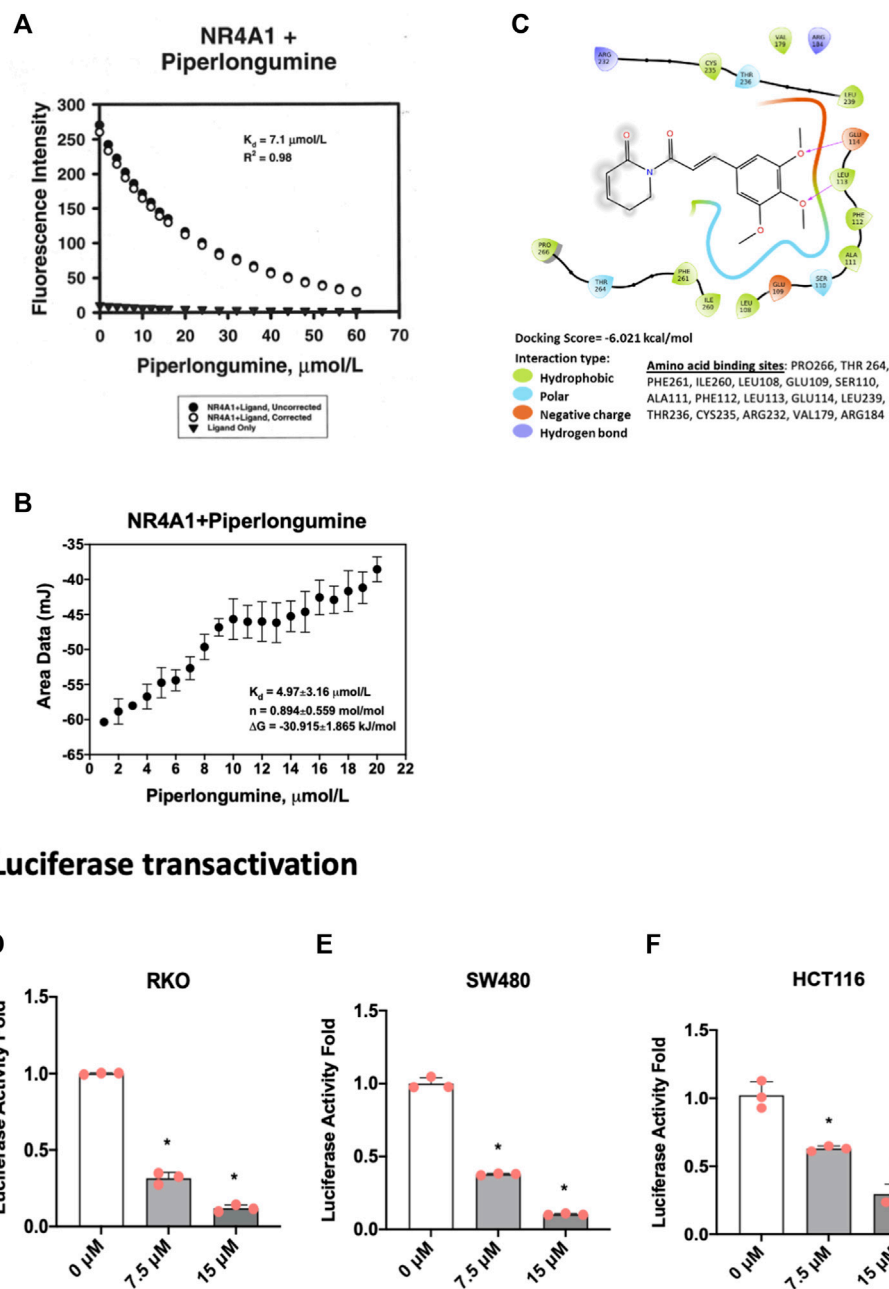 A
NR4A1 +
Piperlongumine
Fluorescence Intensity
300
250
200
150
100
50
0
K_d = 7.1 μmol/L
R² = 0.98
0 10 20 30 40 50 60 70
Piperlongumine, μmol/L
NR4A1+Ligand, Uncorrected
NR4A1+Ligand, Corrected
Ligand Only
C
ARG 232
CYS 235
THR 236
VAL 179
ARG 184
LEU 239
GLU 114
LEU 113
PHE 112
ALA 111
SER 110
GLU 109
LEU 108
ILE 260
PHE 261
THR 264
PRO 266
O
O
N
O
O
O
Docking Score= -6.021 kcal/mol
Interaction type:
Hydrophobic
Polar
Negative charge
Hydrogen bond
Amino acid binding sites: PRO266, THR 264,
PHE261, ILE260, LEU108, GLU109, SER110,
ALA111, PHE112, LEU113, GLU114, LEU239,
THR236, CYS235, ARG232, VAL179, ARG184
B
NR4A1+Piperlongumine
Area Data (mJ)
-35
-40
-45
-50
-55
-60
-65
K_d = 4.97±3.16 μmol/L
n = 0.894±0.559 mol/mol
ΔG = -30.915±1.865 kJ/mol
0 2 4 6 8 10 12 14 16 18 20 22
Piperlongumine, μmol/L
Luciferase transactivation
RKO
Luciferase Activity Fold
1.5
1.0
0.5
0.0
*
*
0 μM
7.5 μM
15 μM
E
SW480
Luciferase Activity Fold
1.5
1.0
0.5
0.0
*
*
0 μM
7.5 μM
15 μM
F
HCT116
Luciferase Activity Fold
1.5
1.0
0.5
0.0
*
0 μM
7.5 μM
15 μM